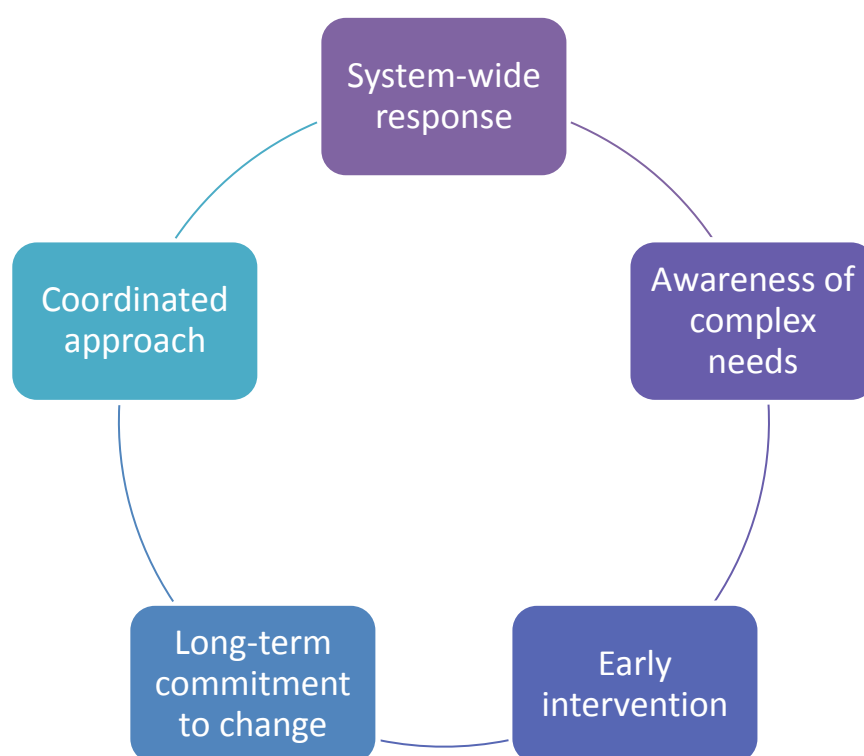 System-wide
response
Awareness of
complex
needs
Early
intervention
Long-term
commitment
to change
Coordinated
approach